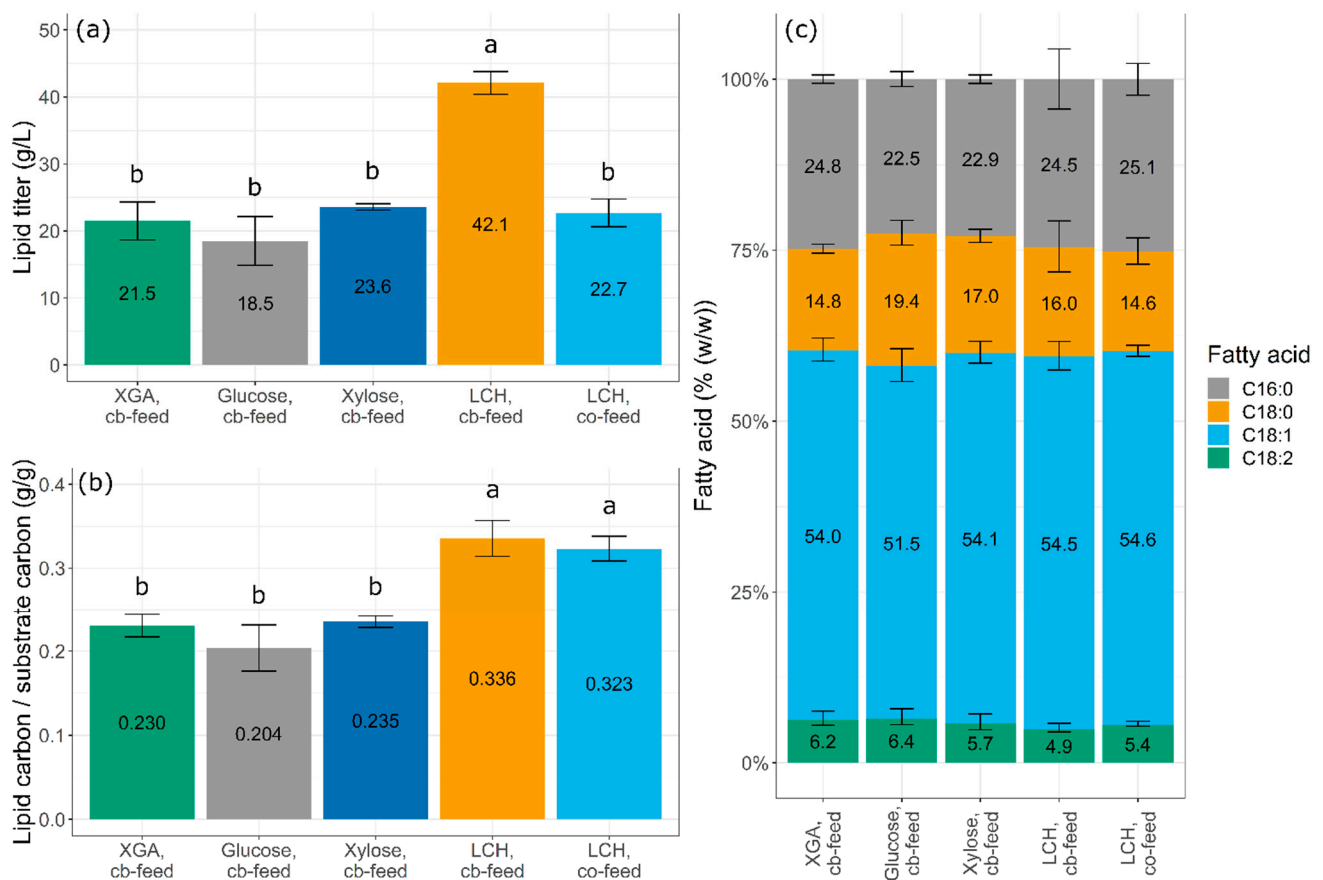 (a)
Lipid titer (g/L)
50
40
30
20
10
0
b
b
b
a
b
21.5
18.5
23.6
42.1
22.7
XGA,
cb-feed
Glucose,
cb-feed
Xylose,
cb-feed
LCH,
cb-feed
LCH,
co-feed
(b)
Lipid carbon / substrate carbon (g/g)
0.4
0.3
0.2
0.1
0.0
b
b
b
a
a
0.230
0.204
0.235
0.336
0.323
XGA,
cb-feed
Glucose,
cb-feed
Xylose,
cb-feed
LCH,
cb-feed
LCH,
co-feed
(c)
Fatty acid (% (w/w))
100%
75%
50%
25%
0%
24.8
22.5
22.9
24.5
25.1
14.8
19.4
17.0
16.0
14.6
54.0
51.5
54.1
54.5
54.6
6.2
6.4
5.7
4.9
5.4
XGA,
cb-feed
Glucose,
cb-feed
Xylose,
cb-feed
LCH,
cb-feed
LCH,
co-feed
Fatty acid
C16:0
C18:0
C18:1
C18:2